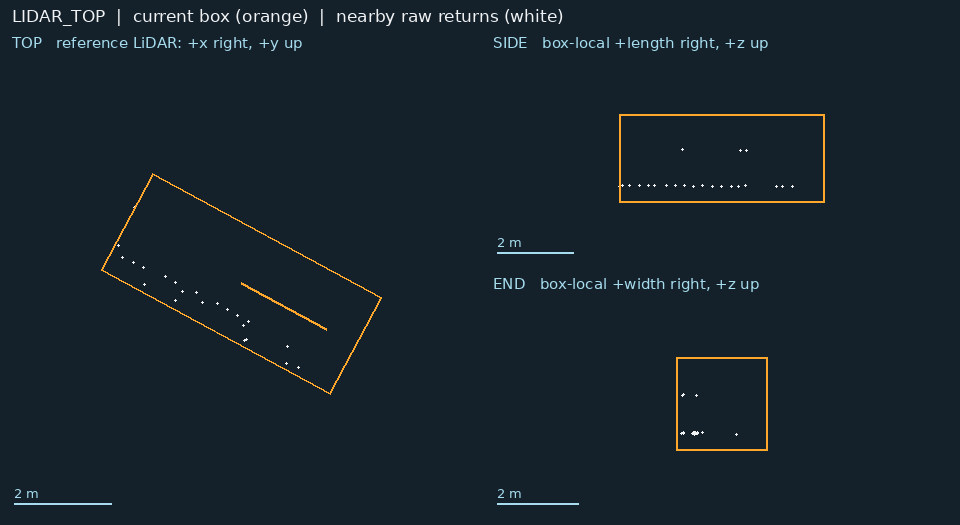 LIDAR_TOP | current box (orange) | nearby raw returns (white)
TOP reference LiDAR: +x right, +y up
SIDE box-local +length right, +z up
2 m
END box-local +width right, +z up
2 m
2 m